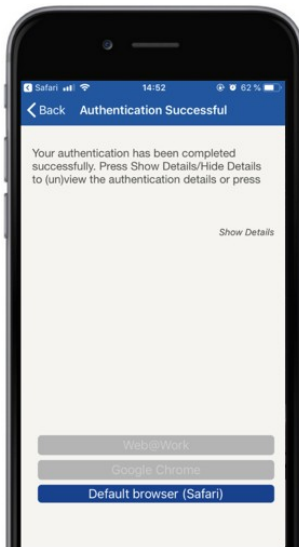 Safari 14:52 62 %
Back Authentication Successful
Your authentication has been completed
successfully. Press Show Details/Hide Details
to (un)view the authentication details or press
Show Details
Web@Work
Google Chrome
Default browser (Safari)